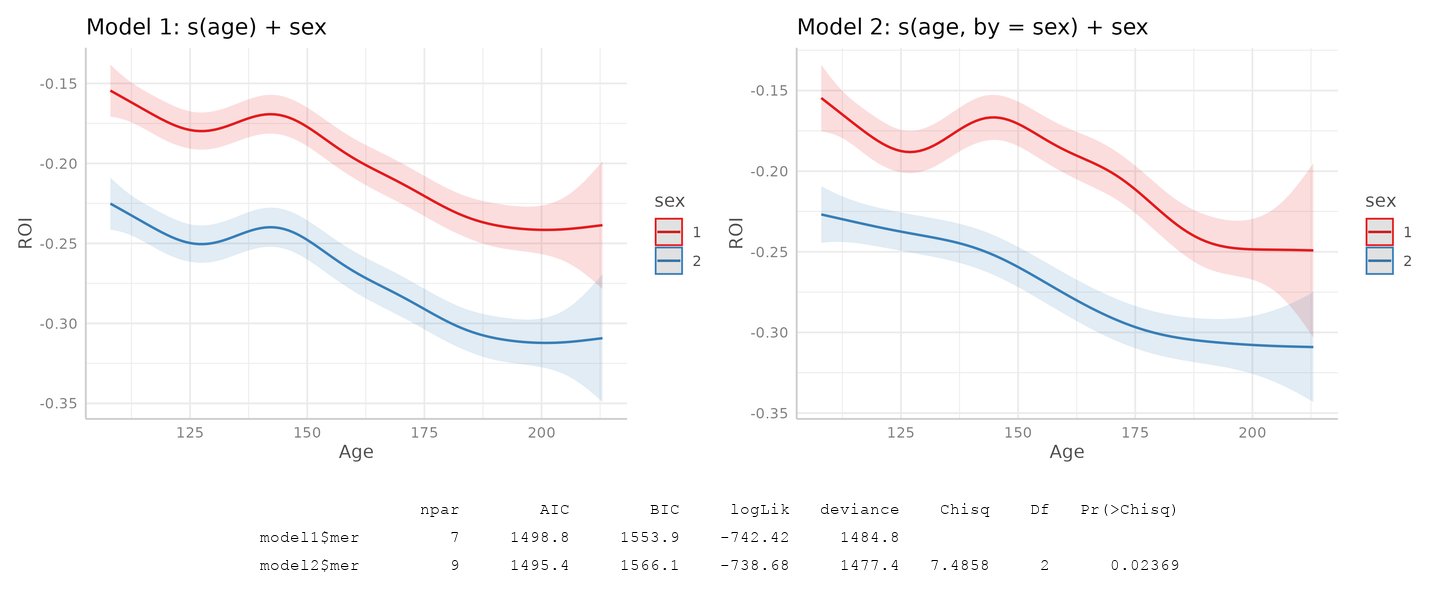 Model 1: s(age) + sex
-0.15
-0.20
-0.25
-0.30
-0.35
ROI
125 150 175 200
Age
sex
1
2
Model 2: s(age, by = sex) + sex
-0.15
-0.20
-0.25
-0.30
-0.35
ROI
125 150 175 200
Age
sex
1
2
npar AIC BIC logLik deviance Chisq Df Pr(>Chisq)
model1$mer 7 1498.8 1553.9 -742.42 1484.8
model2$mer 9 1495.4 1566.1 -738.68 1477.4 7.4858 2 0.02369